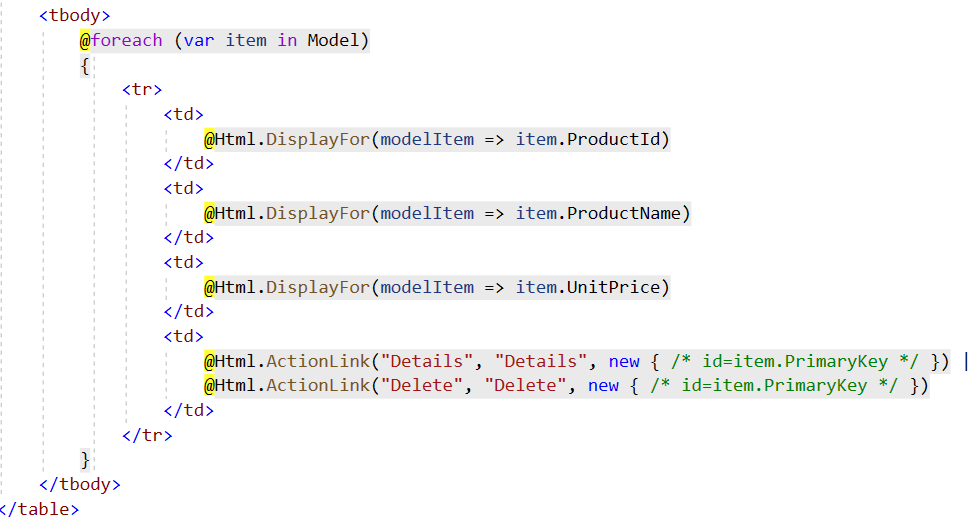 <tbody>
@foreach (var item in Model)
{
<tr>
<td>
@Html.DisplayFor(modelItem => item.ProductId)
</td>
<td>
@Html.DisplayFor(modelItem => item.ProductName)
</td>
<td>
@Html.DisplayFor(modelItem => item.UnitPrice)
</td>
<td>
@Html.ActionLink("Details", "Details", new { /* id=item.PrimaryKey */ }) |
@Html.ActionLink("Delete", "Delete", new { /* id=item.PrimaryKey */ })
</td>
</tr>
}
</tbody>
</table>